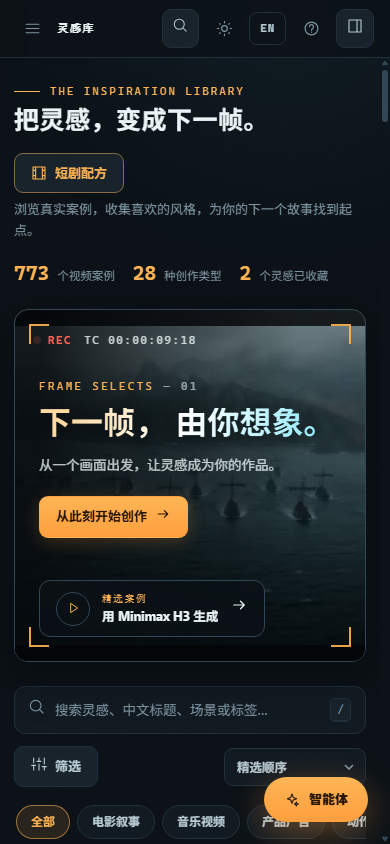 灵感库
EN
THE INSPIRATION LIBRARY
把灵感，变成下一帧。
短剧配方
浏览真实案例，收集喜欢的风格，为你的下一个故事找到起
点。
773 个视频案例 28 种创作类型 2 个灵感已收藏
REC TC 00:00:09:18
FRAME SELECTS — 01
下一帧， 由你想象。
从一个画面出发，让灵感成为你的作品。
从此刻开始创作 →
精选案例
用 Minimax H3 生成 →
搜索灵感、中文标题、场景或标签... /
筛选
精选顺序
智能体
全部 电影叙事 音乐视频 产品广告